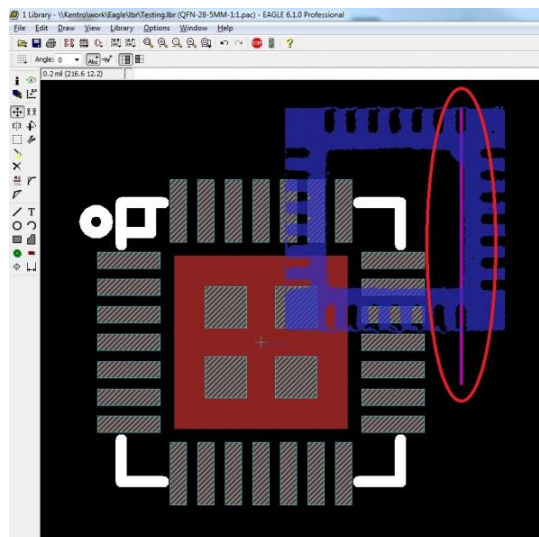 1 Library - \\Kentro\work\Eagle\lbr\Testing.lbr (QFN-28-5MM-1:1.pac) - EAGLE 6.1.0 Professional
File Edit Draw View Library Options Window Help
Angle: 0 Abc
0.2 mil (216.6 12.2)